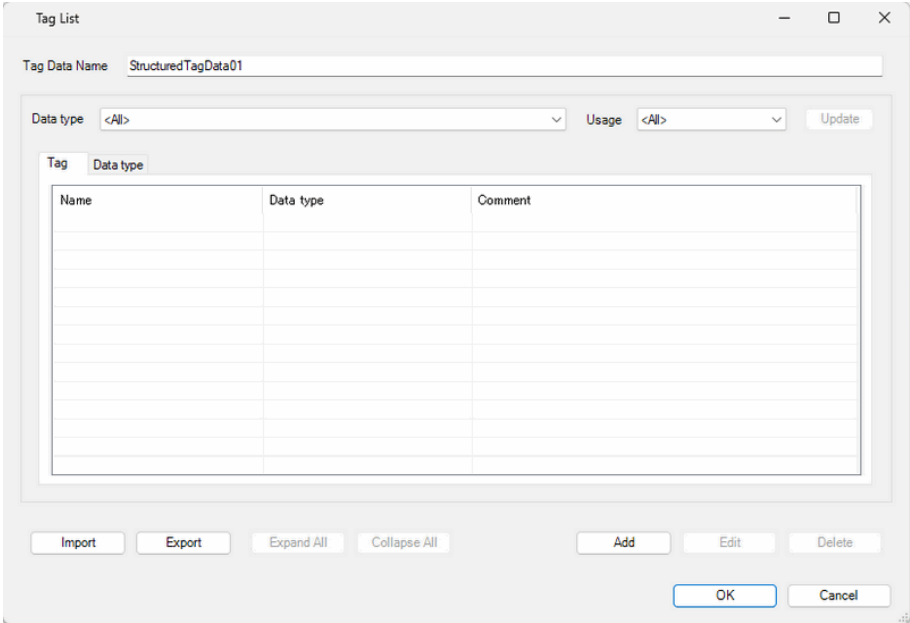 Tag List
Tag Data Name StructuredTagData01
Data type <All> Usage <All> Update
Tag Data type
Name Data type Comment
Import Export Expand All Collapse All Add Edit Delete
OK Cancel